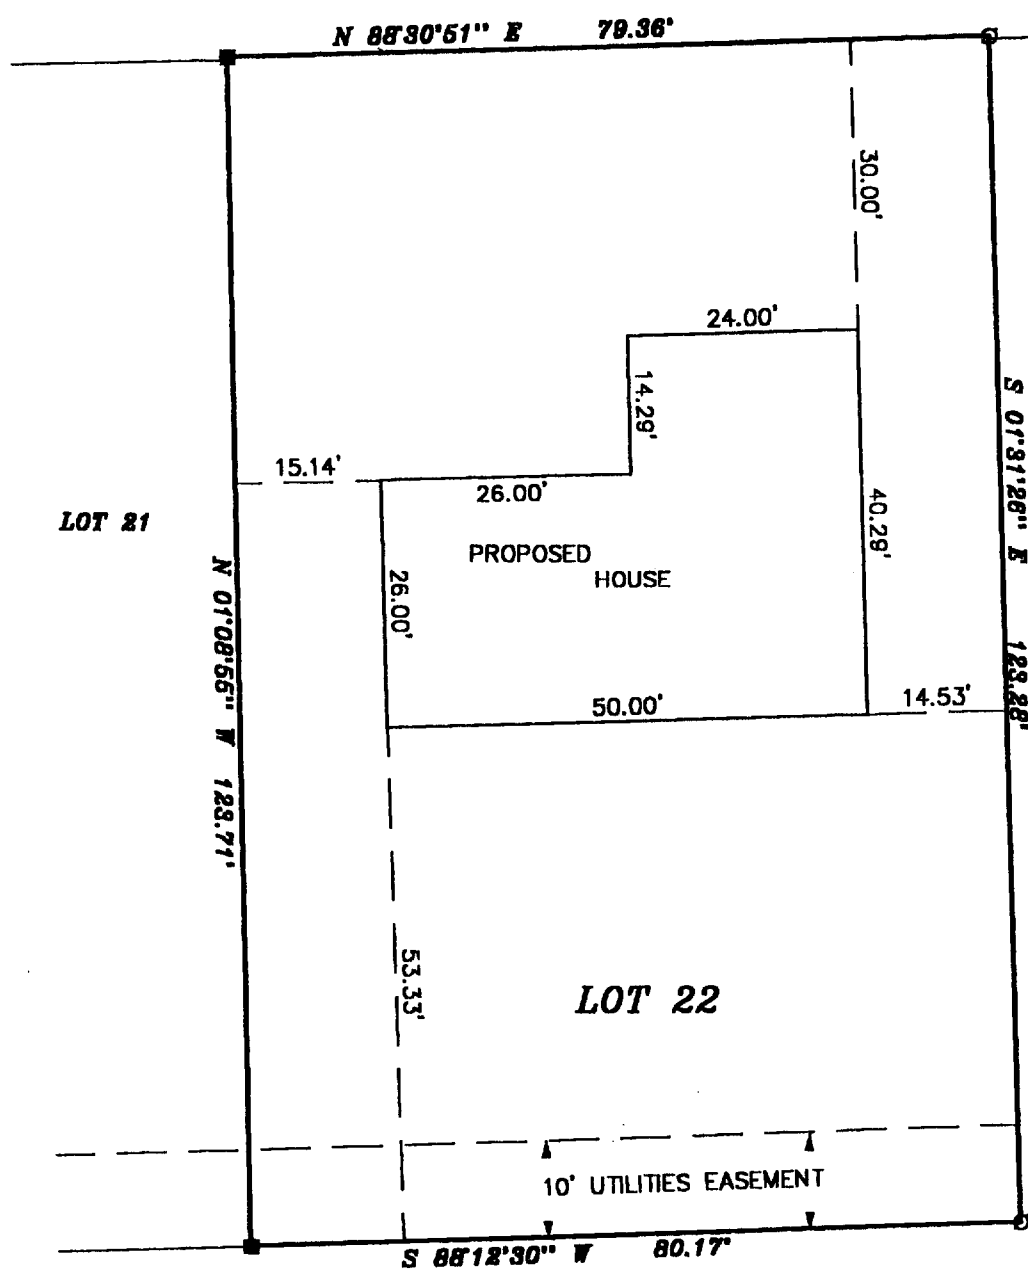 N 88°30'51" E 79.36'
30.00'
24.00'
14.29'
S 01°31'26" E 123.28'
15.14'
26.00'
40.29'
LOT 21
PROPOSED
HOUSE
N 01°08'55" W 123.71'
26.00'
50.00'
14.53'
53.33'
LOT 22
10' UTILITIES EASEMENT
S 88°12'30" W 80.17'